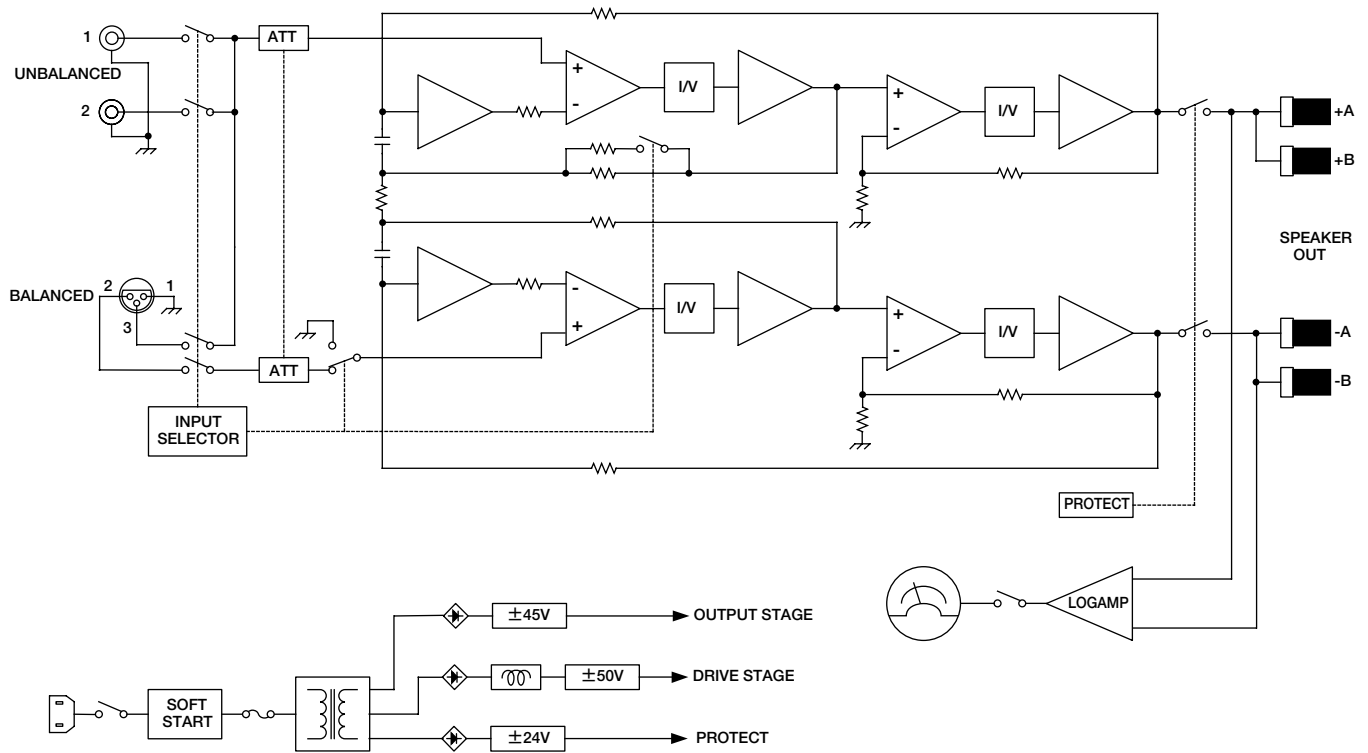 1
UNBALANCED
2
ATT
+
-
I/V
+
-
I/V
+A
+B
SPEAKER
OUT
BALANCED
2
1
3
ATT
INPUT
SELECTOR
-
+
I/V
+
-
I/V
-A
-B
PROTECT
LOGAMP
±45V
OUTPUT STAGE
±50V
DRIVE STAGE
SOFT
START
±24V
PROTECT